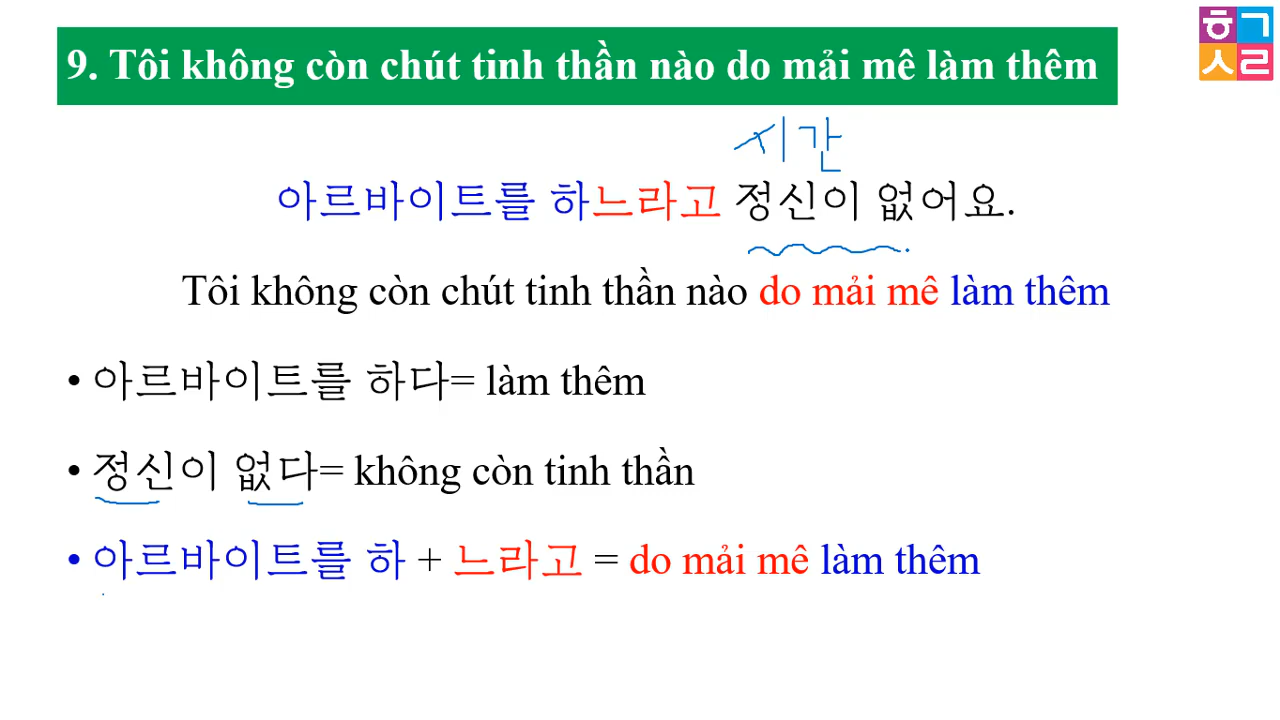 9. Tôi không còn chút tinh thần nào do mải mê làm thêm
ㅎㄱㅅㄹ
시간
아르바이트를 하느라고 정신이 없어요.
Tôi không còn chút tinh thần nào do mải mê làm thêm
• 아르바이트를 하다= làm thêm
• 정신이 없다= không còn tinh thần
• 아르바이트를 하 + 느라고 = do mải mê làm thêm